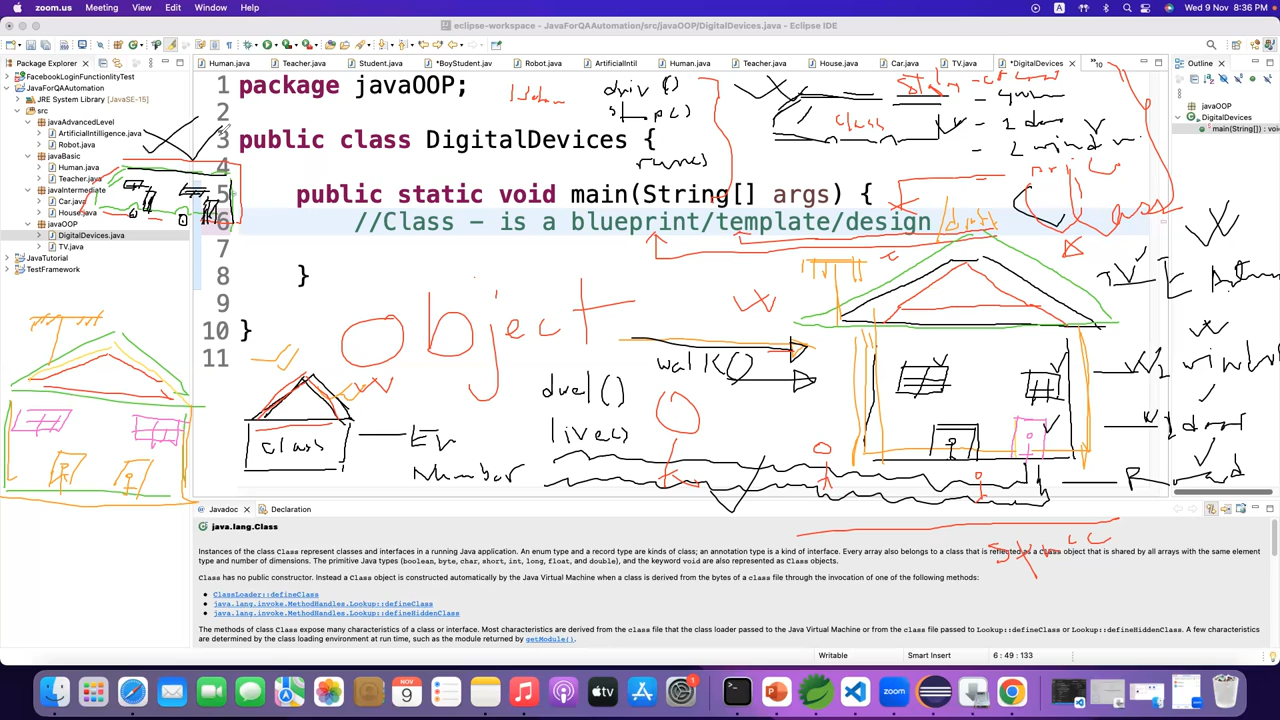 zoom.us Meeting View Edit Window Help
A Wed 9 Nov 8:36 PM
eclipse-workspace - JavaForQAAutomation/src/javaOOP/DigitalDevices.java - Eclipse IDE
Package Explorer
FacebookLoginFunctionlityTest
JavaForQAAutomation
JRE System Library [JavaSE-15]
src
javaAdvancedLevel
ArtificialIntilligence.java
Robot.java
javaBasic
Human.java
Teacher.java
javaIntermediate
Car.java
House.java
javaOOP
DigitalDevices.java
TV.java
JavaTutorial
TestFramework
Human.java Teacher.java Student.java *BoyStudent.avc Robot.java ArtificialIntil Human.java Teacher.java House.java Car.java TV.java *DigitalDevices 10
1 package javaOOP;
2
3 public class DigitalDevices {
4
5 public static void main(String[] args) {
6 //Class – is a blueprint/template/design
7
8 }
9
10 }
11
driv()
class
object
walk()
duel()
live()
class
Number
Outline
javaOOP
DigitalDevices
main(String[]) : vo
Javadoc Declaration
java.lang.Class
Instances of the class Class represent classes and interfaces in a running Java application. An enum type and a record type are kinds of class; an annotation type is a kind of interface. Every array also belongs to a class that is reflected as a Class object that is shared by all arrays with the same element
type and number of dimensions. The primitive Java types (boolean, byte, char, short, int, long, float, and double), and the keyword void are also represented as Class objects.
Class has no public constructor. Instead a Class object is constructed automatically by the Java Virtual Machine when a class is derived from the bytes of a class file through the invocation of one of the following methods:
ClassLoader::defineClass
java.lang.invoke.MethodHandles.Lookup::defineClass
java.lang.invoke.MethodHandles.Lookup::defineHiddenClass
The methods of class Class expose many characteristics of a class or interface. Most characteristics are derived from the class file that the class loader passed to the Java Virtual Machine or from the class file passed to Lookup::defineClass or Lookup::defineHiddenClass. A few characteristics
are determined by the class loading environment at run time, such as the module returned by getModule().
Writable Smart Insert 6 : 49 : 133
NOV
9
tv
zoom